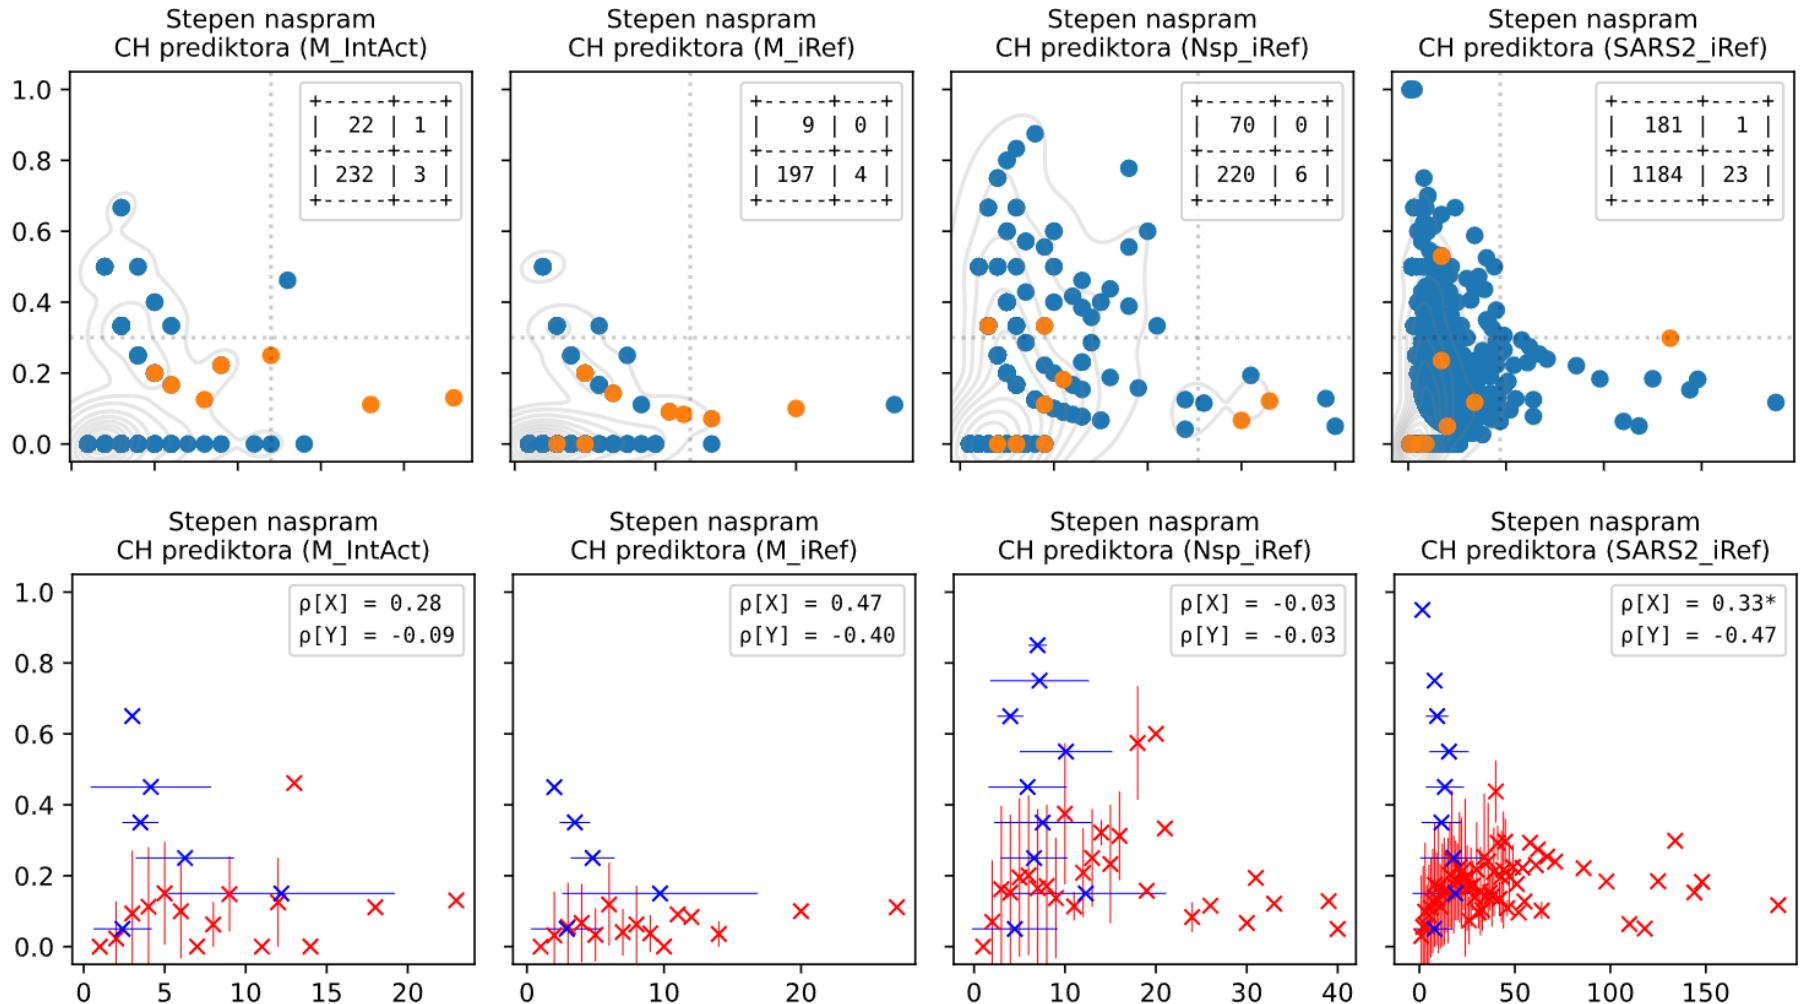 Stepen naspram
CH prediktora (M_IntAct)
Stepen naspram
CH prediktora (M_iRef)
Stepen naspram
CH prediktora (Nsp_iRef)
Stepen naspram
CH prediktora (SARS2_iRef)
1.0
0.8
0.6
0.4
0.2
0.0
+-----+---+
|  22 | 1 |
+-----+---+
| 232 | 3 |
+-----+---+
+-----+---+
|   9 | 0 |
+-----+---+
| 197 | 4 |
+-----+---+
+-----+---+
|  70 | 0 |
+-----+---+
| 220 | 6 |
+-----+---+
+------+----+
|  181 |  1 |
+------+----+
| 1184 | 23 |
+------+----+
Stepen naspram
CH prediktora (M_IntAct)
Stepen naspram
CH prediktora (M_iRef)
Stepen naspram
CH prediktora (Nsp_iRef)
Stepen naspram
CH prediktora (SARS2_iRef)
1.0
0.8
0.6
0.4
0.2
0.0
ρ[X] = 0.28
ρ[Y] = -0.09
ρ[X] = 0.47
ρ[Y] = -0.40
ρ[X] = -0.03
ρ[Y] = -0.03
ρ[X] = 0.33*
ρ[Y] = -0.47
0 5 10 15 20
0 10 20
0 10 20 30 40
0 50 100 150